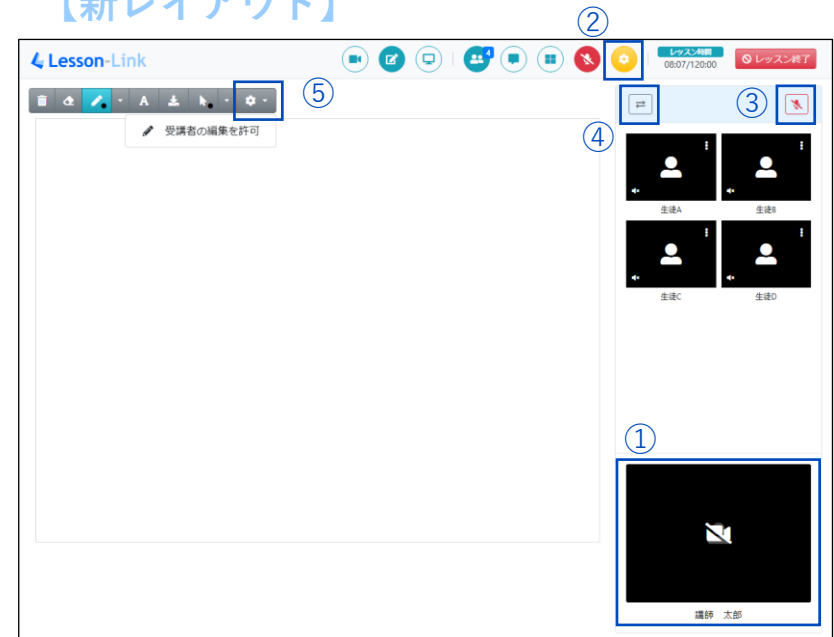 【新レイアウト】
②
Lesson-Link
4
レッスン時間
08:07/120:00
レッスン終了
⑤
A
③
受講者の編集を許可
④
生徒A
生徒B
生徒C
生徒D
①
講師 太郎